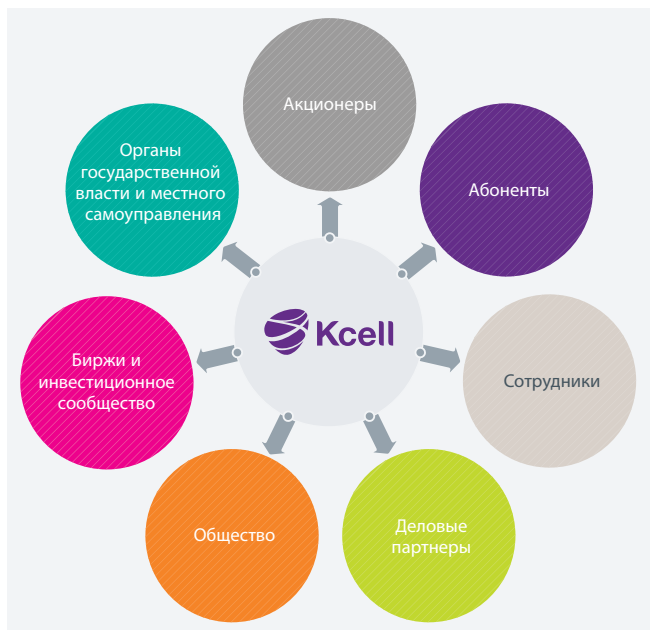 Акционеры
Абоненты
Сотрудники
Деловые
партнеры
Общество
Биржи и
инвестиционное
сообщество
Органы
государственной
власти и местного
самоуправления
Kcell